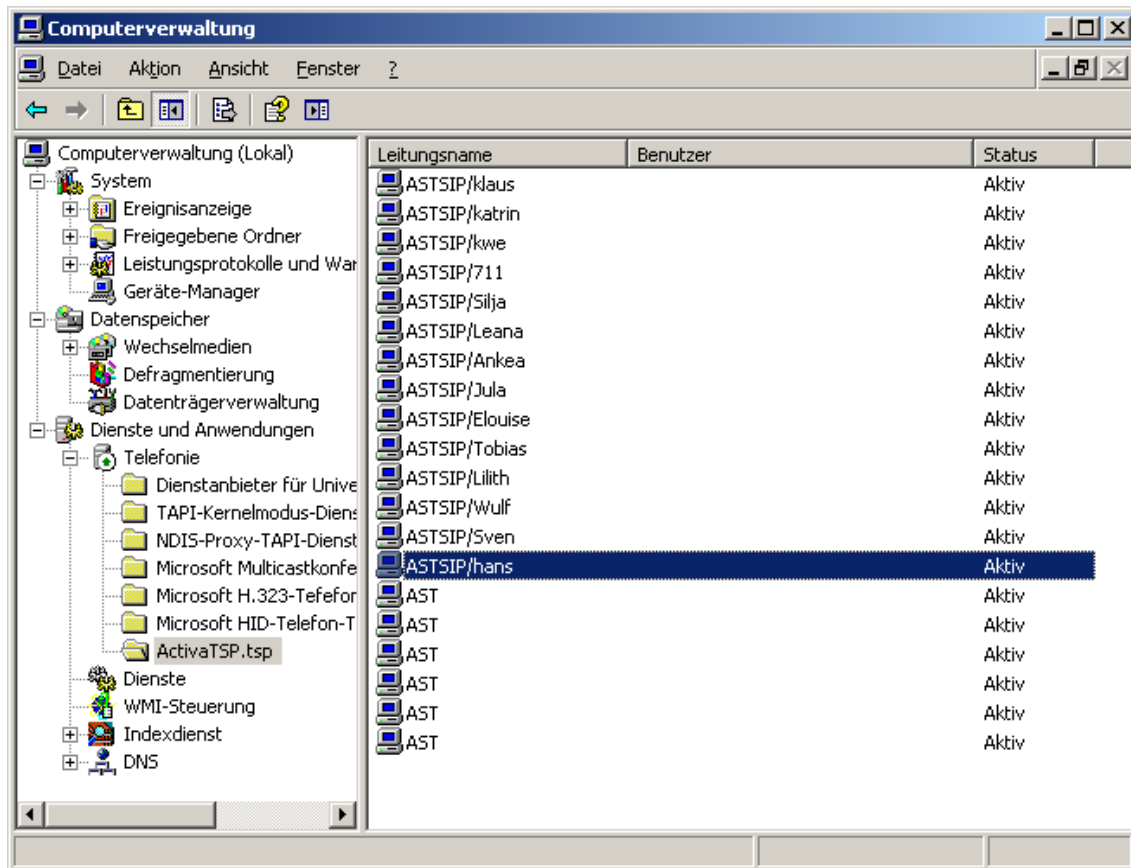 Computerverwaltung
Datei Aktion Ansicht Fenster ?
Computerverwaltung (Lokal)
System
Ereignisanzeige
Freigegebene Ordner
Leistungsprotokolle und War
Geräte-Manager
Datenspeicher
Wechselmedien
Defragmentierung
Datenträgerverwaltung
Dienste und Anwendungen
Telefonie
Dienstanbieter für Unive
TAPI-Kernelmodus-Diens
NDIS-Proxy-TAPI-Dienst
Microsoft Multicastkonfe
Microsoft H.323-Tefefor
Microsoft HID-Telefon-T
ActivaTSP.tsp
Dienste
WMI-Steuerung
Indexdienst
DNS
Leitungsname Benutzer Status
ASTSIP/klaus Aktiv
ASTSIP/katrin Aktiv
ASTSIP/kwe Aktiv
ASTSIP/711 Aktiv
ASTSIP/Silja Aktiv
ASTSIP/Leana Aktiv
ASTSIP/Ankea Aktiv
ASTSIP/Jula Aktiv
ASTSIP/Elouise Aktiv
ASTSIP/Tobias Aktiv
ASTSIP/Lilith Aktiv
ASTSIP/Wulf Aktiv
ASTSIP/Sven Aktiv
ASTSIP/hans Aktiv
AST Aktiv
AST Aktiv
AST Aktiv
AST Aktiv
AST Aktiv
AST Aktiv